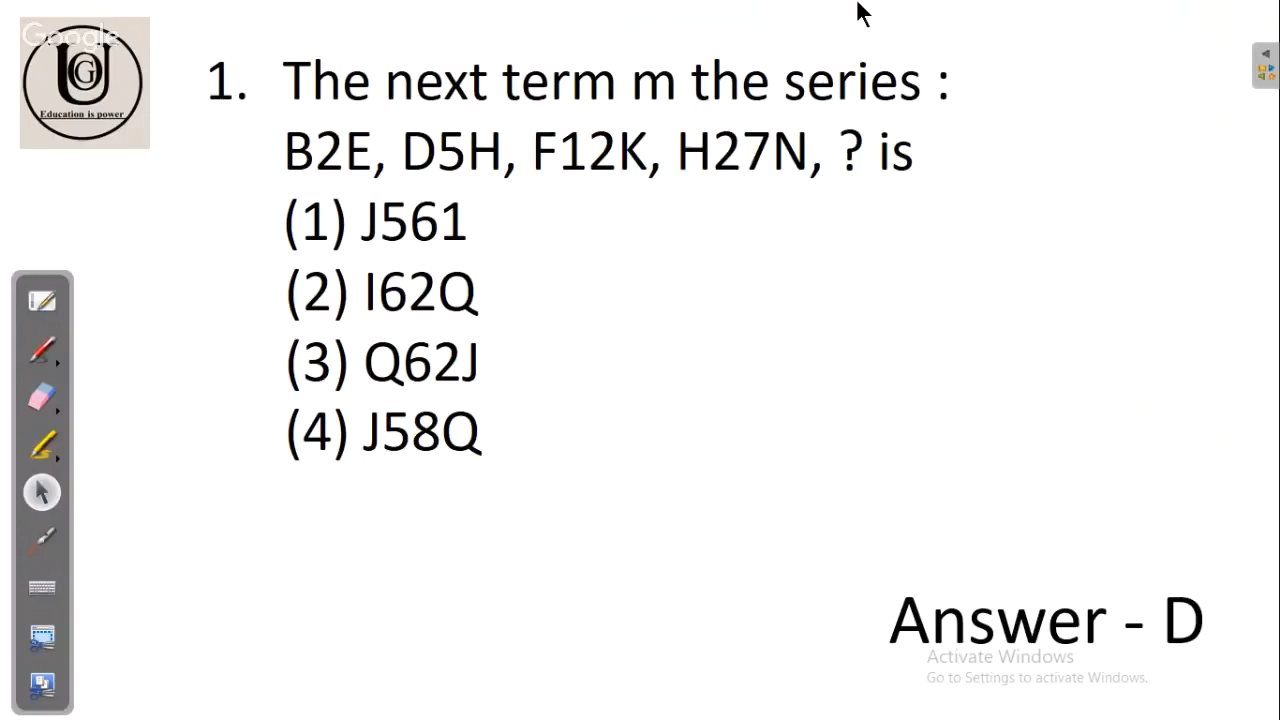 Google
UG
Education is power
1. The next term m the series :
B2E, D5H, F12K, H27N, ? is
(1) J561
(2) I62Q
(3) Q62J
(4) J58Q
Answer - D
Activate Windows
Go to Settings to activate Windows.